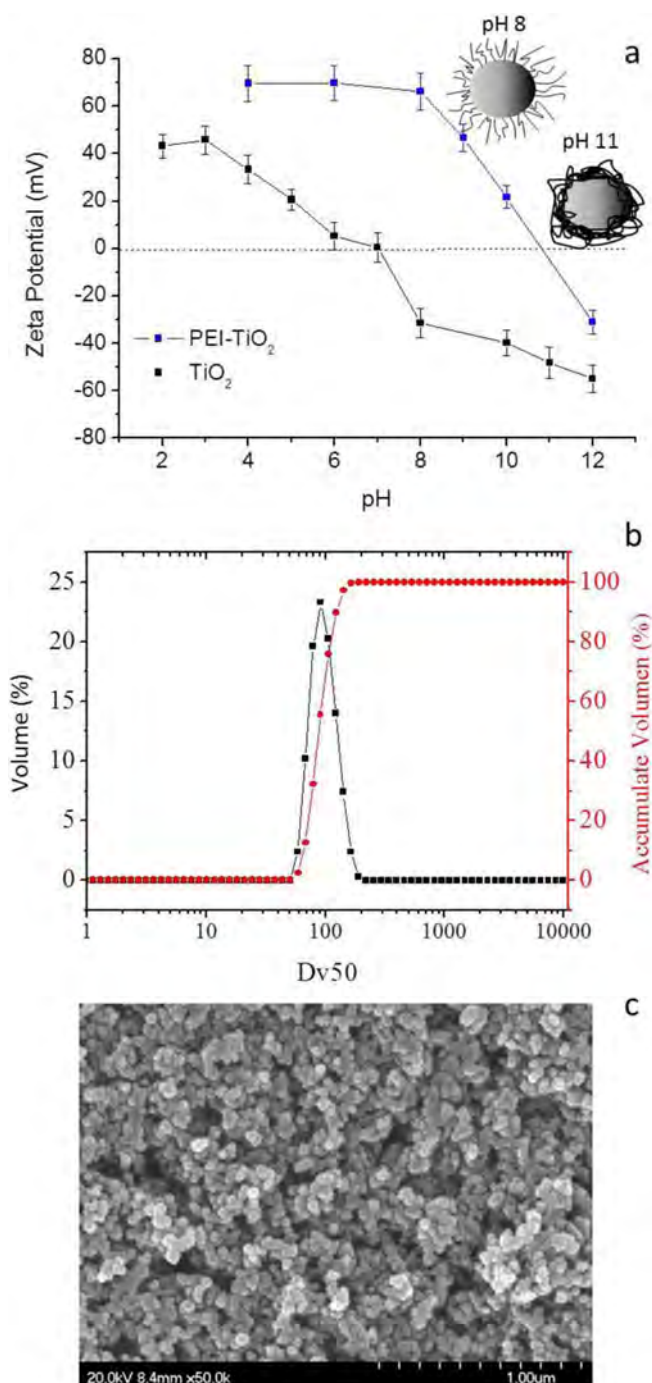 a
pH 8
pH 11
80
60
40
20
0
-20
-40
-60
-80
Zeta Potential (mV)
PEI-TiO₂
TiO₂
2 4 6 8 10 12
pH
b
25
20
15
10
5
0
Volume (%)
100
80
60
40
20
0
Accumulate Volumen (%)
1 10 100 1000 10000
Dv50
c
20.0kV 8.4mm x50.0k 1.00um